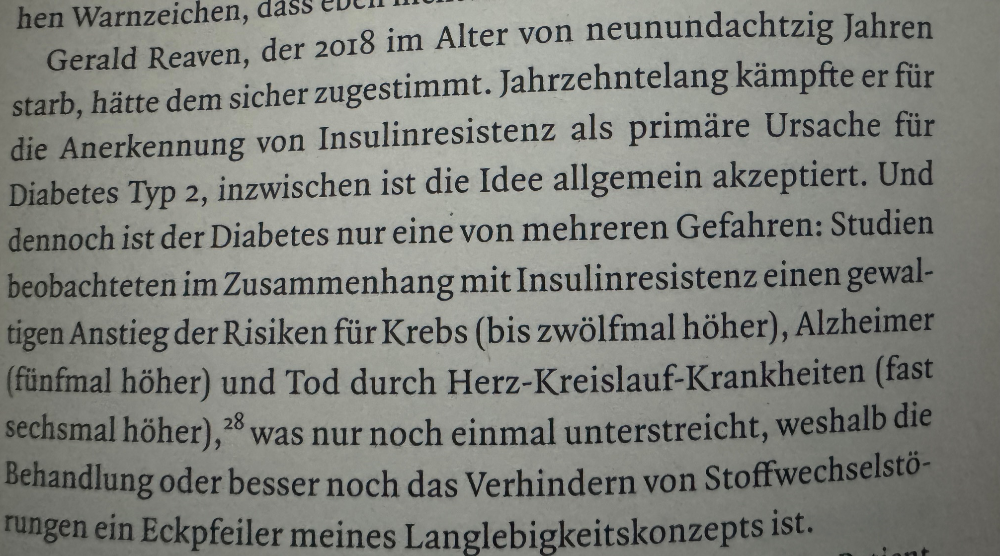 hen Warnzeichen, dass eben
Gerald Reaven, der 2018 im Alter von neunundachtzig Jahren
starb, hätte dem sicher zugestimmt. Jahrzehntelang kämpfte er für
die Anerkennung von Insulinresistenz als primäre Ursache für
Diabetes Typ 2, inzwischen ist die Idee allgemein akzeptiert. Und
dennoch ist der Diabetes nur eine von mehreren Gefahren: Studien
beobachteten im Zusammenhang mit Insulinresistenz einen gewal-
tigen Anstieg der Risiken für Krebs (bis zwölfmal höher), Alzheimer
(fünfmal höher) und Tod durch Herz-Kreislauf-Krankheiten (fast
sechsmal höher),²⁸ was nur noch einmal unterstreicht, weshalb die
Behandlung oder besser noch das Verhindern von Stoffwechselstö-
rungen ein Eckpfeiler meines Langlebigkeitskonzepts ist.